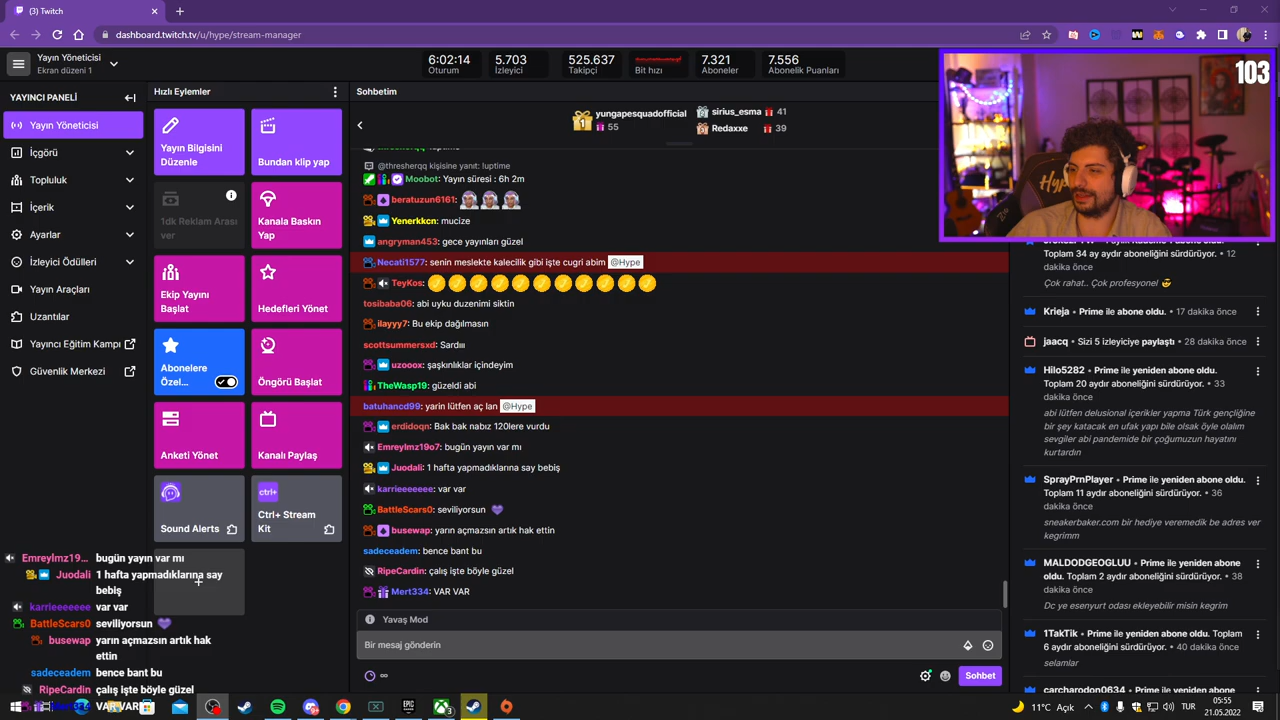 (3) Twitch
dashboard.twitch.tv/u/hype/stream-manager
Yayın Yöneticisi
Ekran düzeni 1
6:02:14
Oturum
5.703
İzleyici
525.637
Takipçi
Bit hızı
7.321
Aboneler
7.556
Abonelik Puanları
103
YAYINCI PANELİ
Yayın Yöneticisi
İçgörü
Topluluk
İçerik
Ayarlar
İzleyici Ödülleri
Yayın Araçları
Uzantılar
Yayıncı Eğitim Kampı
Güvenlik Merkezi
Hızlı Eylemler
Yayın Bilgisini
Düzenle
Bundan klip yap
1dk Reklam Arası
ver
Kanala Baskın
Yap
Ekip Yayını
Başlat
Hedefleri Yönet
Abonelere
Özel...
Öngörü Başlat
Anketi Yönet
Kanalı Paylaş
Sound Alerts
ctrl+
Ctrl+ Stream
Kit
Sohbetim
1
yungapesquadofficial
55
sirius_esma 41
Redaxxe 39
@thresherqq kişisine yanıt: !uptime
Moobot: Yayın süresi : 6h 2m
beratuzun6161:
Yenerkkcn: mucize
angryman453: gece yayınları güzel
Necati1577: senin meslekte kalecilik gibi işte cugri abim @Hype
TeyKos:
tosibaba06: abi uyku duzenimi siktin
ilayyy7: Bu ekip dağılmasın
scottsummersxd: Sardııı
uzooox: şaşkınlıklar içindeyim
TheWasp19: güzeldi abi
batuhancd99: yarin lütfen aç lan @Hype
erdidoqn: Bak bak nabız 120lere vurdu
Emreylmz19o7: bugün yayın var mı
Juodali: 1 hafta yapmadıklarına say bebiş
karrieeeeeee: var var
BattleScars0: seviliyorsun
busewap: yarın açmazsın artık hak ettin
sadeceadem: bence bant bu
RipeCardin: çalış işte böyle güzel
Mert334: VAR VAR
Yavaş Mod
Bir mesaj gönderin
∞
Sohbet
Emreylmz19... bugün yayın var mı
Juodali 1 hafta yapmadıklarına say
bebiş
karrieeeeeee var var
BattleScars0 seviliyorsun
busewap yarın açmazsın artık hak
ettin
sadeceadem bence bant bu
RipeCardin çalış işte böyle güzel
VAR VAR
Toplam 34 ay aydır aboneliğini sürdürüyor. • 12
dakika önce
Çok rahat.. Çok profesyonel
Krieja • Prime ile abone oldu. • 17 dakika önce
jaacq • Sizi 5 izleyiciye paylaştı • 28 dakika önce
Hilo5282 • Prime ile yeniden abone oldu.
Toplam 20 aydır aboneliğini sürdürüyor. • 33
dakika önce
abi lütfen delusional içerikler yapma Türk gençliğine
bir şey katacak en ufak yapı bile olsak öyle olalım
sevgiler abi pandemide bir çoğumuzun hayatını
kurtardın
SprayPrnPlayer • Prime ile yeniden abone oldu.
Toplam 11 aydır aboneliğini sürdürüyor. • 36
dakika önce
sneakerbaker.com bir hediye veremedik be adres ver
kegrimm
MALDODGEOGLUU • Prime ile yeniden abone
oldu. Toplam 2 aydır aboneliğini sürdürüyor. • 38
dakika önce
Dc ye esenyurt odası ekleyebilir misin kegrim
1TakTik • Prime ile yeniden abone oldu. Toplam
6 aydır aboneliğini sürdürüyor. • 40 dakika önce
selamlar
carcharodon0634 • Prime ile yeniden abone
11°C Açık
TUR
05:55
21.05.2022